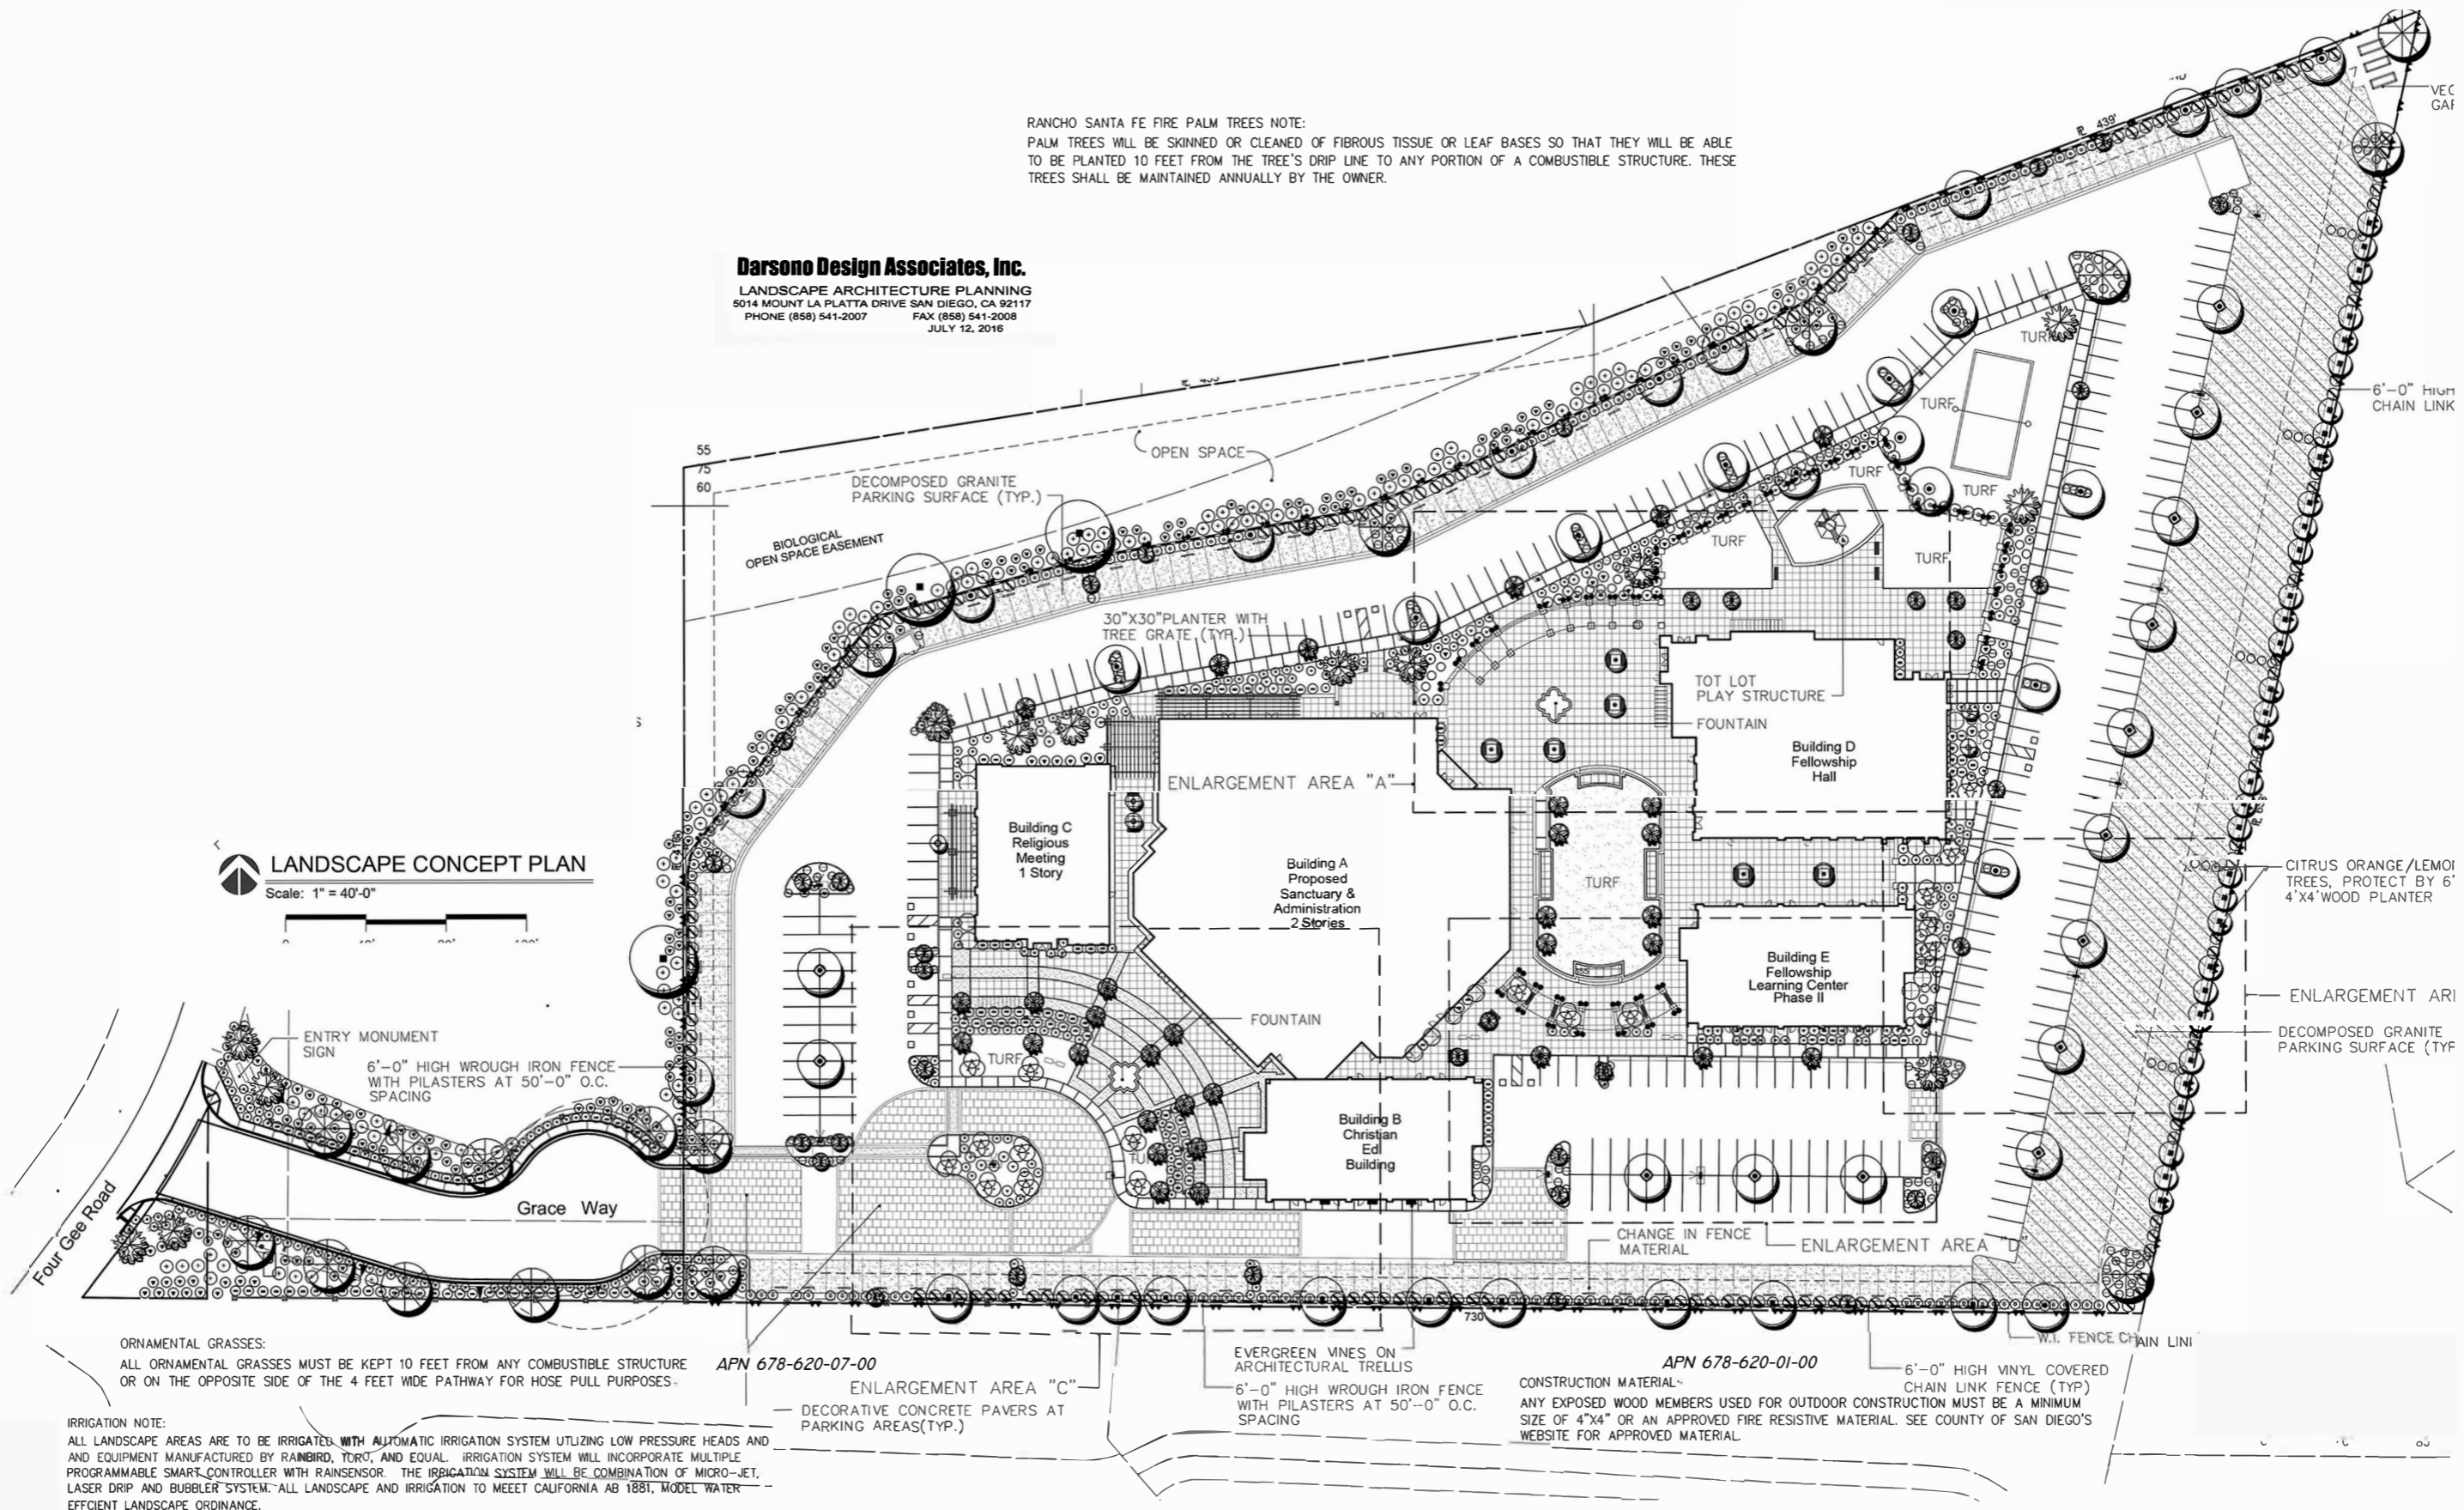 RANCHO SANTA FE FIRE PALM TREES NOTE:
PALM TREES WILL BE SKINNED OR CLEANED OF FIBROUS TISSUE OR LEAF BASES SO THAT THEY WILL BE ABLE
TO BE PLANTED 10 FEET FROM THE TREE'S DRIP LINE TO ANY PORTION OF A COMBUSTIBLE STRUCTURE. THESE
TREES SHALL BE MAINTAINED ANNUALLY BY THE OWNER.
Darsono Design Associates, Inc.
LANDSCAPE ARCHITECTURE PLANNING
5014 MOUNT LA PLATTA DRIVE SAN DIEGO, CA 92117
PHONE (858) 541-2007 FAX (858) 541-2008
JULY 12, 2016
439'
6'-0" HIGH
CHAIN LINK
TURF
TURF
TURF
TURF
TURF
TURF
55
75
60
OPEN SPACE
DECOMPOSED GRANITE
PARKING SURFACE (TYP.)
BIOLOGICAL
OPEN SPACE EASEMENT
30"X30"PLANTER WITH
TREE GRATE (TYP.)
TOT LOT
PLAY STRUCTURE
FOUNTAIN
Building D
Fellowship
Hall
ENLARGEMENT AREA "A"
Building C
Religious
Meeting
1 Story
Building A
Proposed
Sanctuary &
Administration
2 Stories
TURF
LANDSCAPE CONCEPT PLAN
Scale: 1" = 40'-0"
CITRUS ORANGE/LEMO
TREES, PROTECT BY 6'
4'X4'WOOD PLANTER
Building E
Fellowship
Learning Center
Phase II
ENLARGEMENT
FOUNTAIN
DECOMPOSED GRANITE
PARKING SURFACE (TYP
ENTRY MONUMENT
SIGN
6'-0" HIGH WROUGH IRON FENCE
WITH PILASTERS AT 50'-0" O.C.
SPACING
TURF
Building B
Christian
Ed
Building
Grace Way
Four Gee Road
CHANGE IN FENCE
MATERIAL
ENLARGEMENT AREA "D"
730
W.I. FENCE CHAIN LIN
ORNAMENTAL GRASSES:
ALL ORNAMENTAL GRASSES MUST BE KEPT 10 FEET FROM ANY COMBUSTIBLE STRUCTURE
OR ON THE OPPOSITE SIDE OF THE 4 FEET WIDE PATHWAY FOR HOSE PULL PURPOSES
APN 678-620-07-00
ENLARGEMENT AREA "C"
DECORATIVE CONCRETE PAVERS AT
PARKING AREAS(TYP.)
EVERGREEN VINES ON
ARCHITECTURAL TRELLIS
6'-0" HIGH WROUGH IRON FENCE
WITH PILASTERS AT 50'-0" O.C.
SPACING
APN 678-620-01-00
6'-0" HIGH VINYL COVERED
CHAIN LINK FENCE (TYP)
CONSTRUCTION MATERIAL
ANY EXPOSED WOOD MEMBERS USED FOR OUTDOOR CONSTRUCTION MUST BE A MINIMUM
SIZE OF 4"X4" OR AN APPROVED FIRE RESISTIVE MATERIAL. SEE COUNTY OF SAN DIEGO'S
WEBSITE FOR APPROVED MATERIAL.
IRRIGATION NOTE:
ALL LANDSCAPE AREAS ARE TO BE IRRIGATED WITH AUTOMATIC IRRIGATION SYSTEM UTLIZING LOW PRESSURE HEADS AND
AND EQUIPMENT MANUFACTURED BY RAINBIRD, TORO, AND EQUAL. IRRIGATION SYSTEM WILL INCORPORATE MULTIPLE
PROGRAMMABLE SMART CONTROLLER WITH RAINSENSOR. THE IRRIGATION SYSTEM WILL BE COMBINATION OF MICRO-JET,
LASER DRIP AND BUBBLER SYSTEM. ALL LANDSCAPE AND IRRIGATION TO MEEET CALIFORNIA AB 1881, MODEL WATER
EFFCIENT LANDSCAPE ORDINANCE.